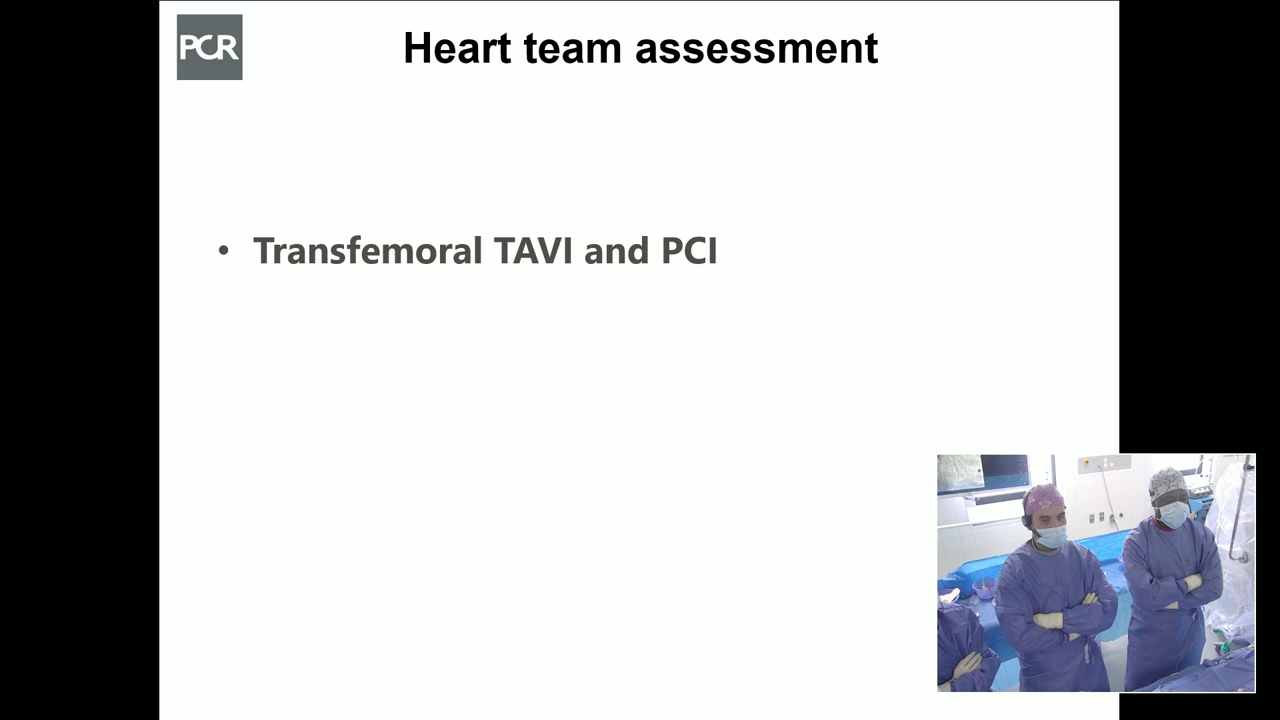 PCR
Heart team assessment
• Transfemoral TAVI and PCI